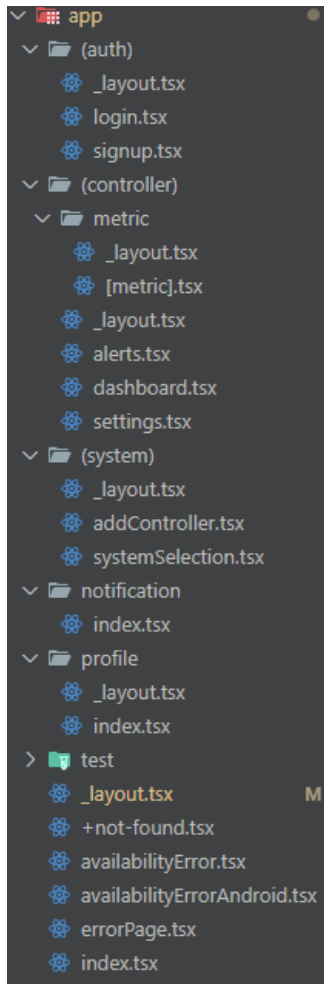 app
(auth)
_layout.tsx
login.tsx
signup.tsx
(controller)
metric
_layout.tsx
[metric].tsx
_layout.tsx
alerts.tsx
dashboard.tsx
settings.tsx
(system)
_layout.tsx
addController.tsx
systemSelection.tsx
notification
index.tsx
profile
_layout.tsx
index.tsx
test
_layout.tsx M
+not-found.tsx
availabilityError.tsx
availabilityErrorAndroid.tsx
errorPage.tsx
index.tsx